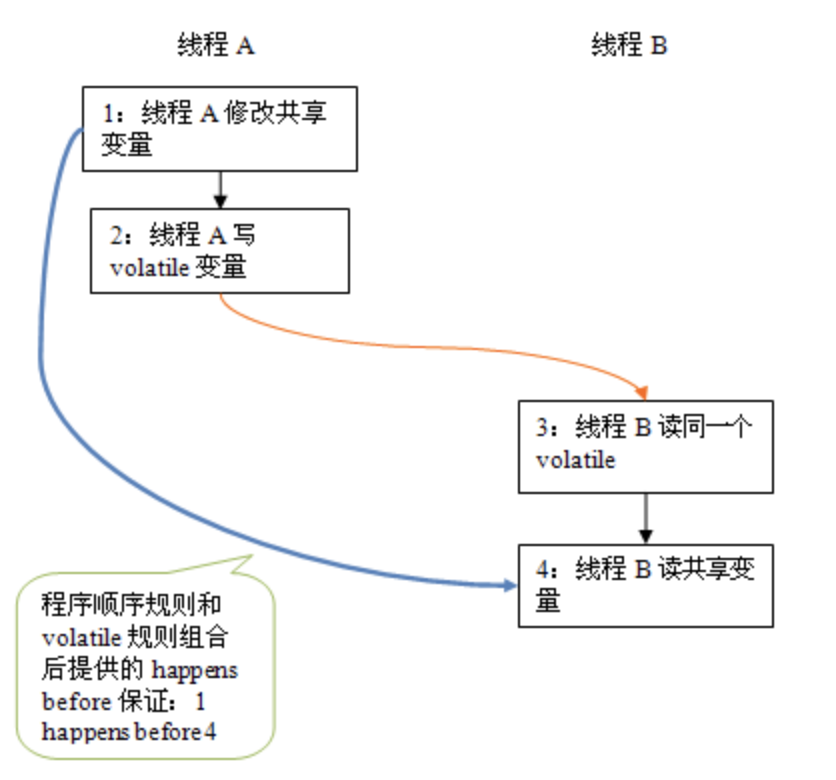 线程 A
线程 B
1：线程 A 修改共享
变量
2：线程 A 写
volatile 变量
3：线程 B 读同一个
volatile
4：线程 B 读共享变
量
程序顺序规则和
volatile 规则组合
后提供的 happens
before 保证：1
happens before 4